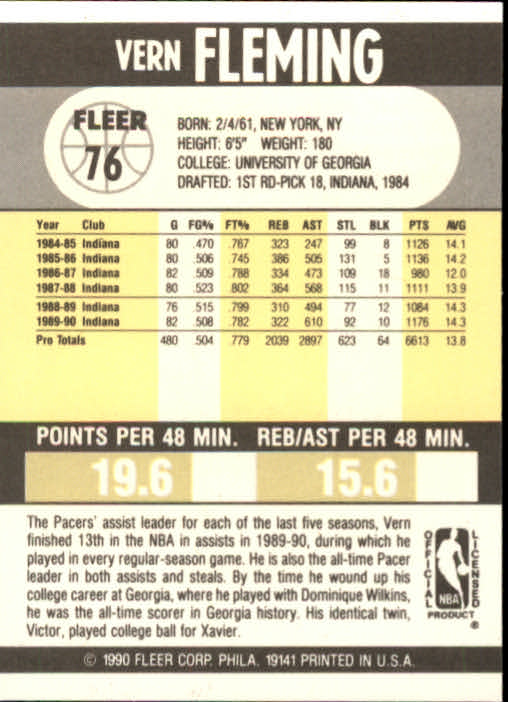 VERN FLEMING
FLEER
76
BORN: 2/4/61, NEW YORK, NY
HEIGHT: 6'5" WEIGHT: 180
COLLEGE: UNIVERSITY OF GEORGIA
DRAFTED: 1ST RD-PICK 18, INDIANA, 1984
Year Club G FG% FT% REB AST STL BLK PTS AVG
1984-85 Indiana 80 .470 .767 323 247 99 8 1126 14.1
1985-86 Indiana 80 .506 .745 386 505 131 5 1136 14.2
1986-87 Indiana 82 .509 .788 334 473 109 18 980 12.0
1987-88 Indiana 80 .523 .802 364 568 115 11 1111 13.9
1988-89 Indiana 76 .515 .799 310 494 77 12 1084 14.3
1989-90 Indiana 82 .508 .782 322 610 92 10 1176 14.3
Pro Totals 480 .504 .779 2039 2897 623 64 6613 13.8
POINTS PER 48 MIN. REB/AST PER 48 MIN.
19.6 15.6
The Pacers' assist leader for each of the last five seasons, Vern
finished 13th in the NBA in assists in 1989-90, during which he
played in every regular-season game. He is also the all-time Pacer
leader in both assists and steals. By the time he wound up his
college career at Georgia, where he played with Dominique Wilkins,
he was the all-time scorer in Georgia history. His identical twin,
Victor, played college ball for Xavier.
OFFICIAL
LICENSED
NBA
PRODUCT
®
© 1990 FLEER CORP. PHILA. 19141 PRINTED IN U.S.A.